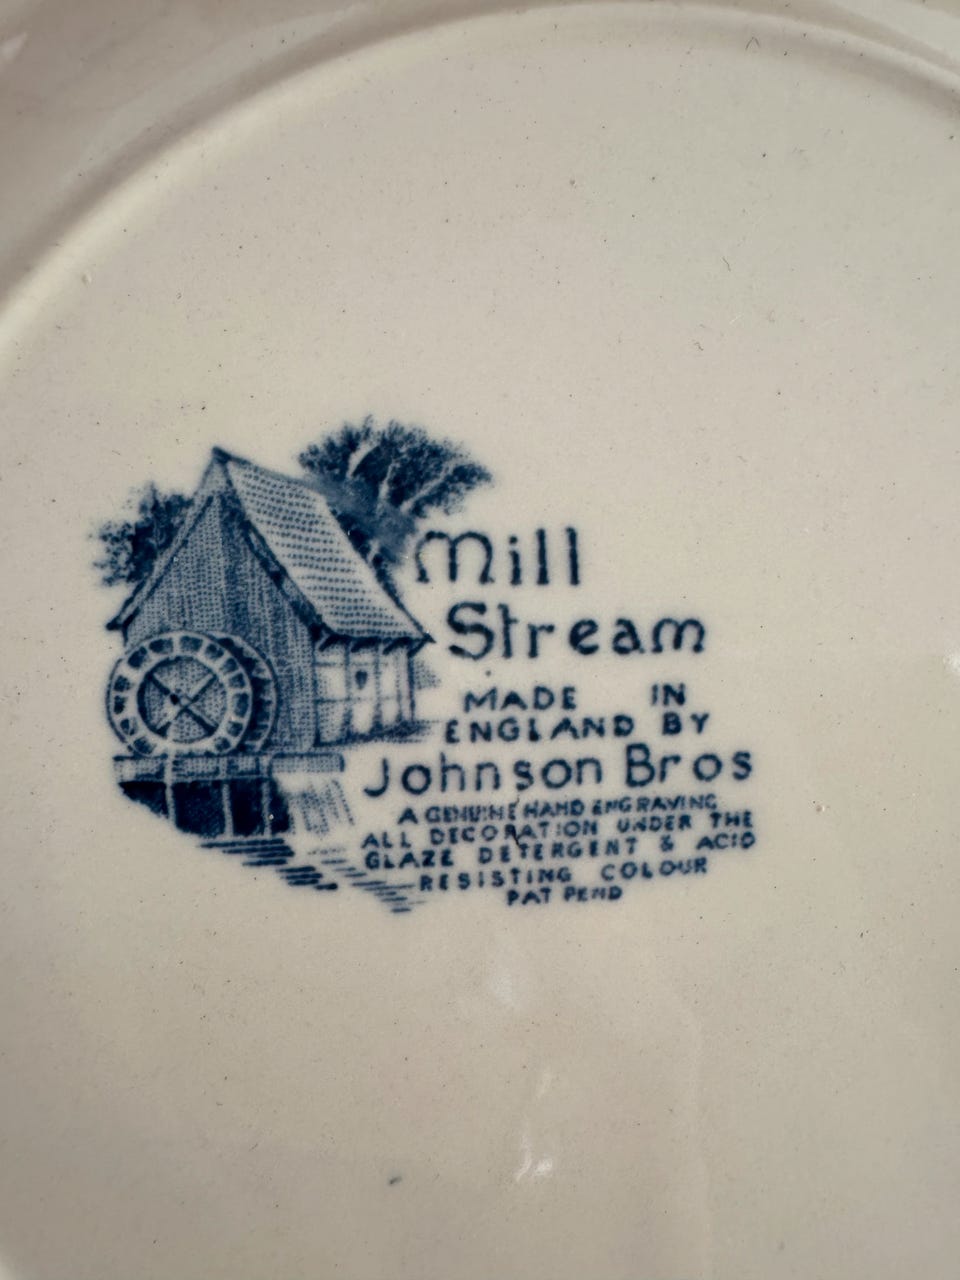 Mill
Stream
MADE IN
ENGLAND BY
Johnson Bros
A GENUINE HAND ENGRAVING
ALL DECORATION UNDER THE
GLAZE DETERGENT & ACID
RESISTING COLOUR
PAT PEND